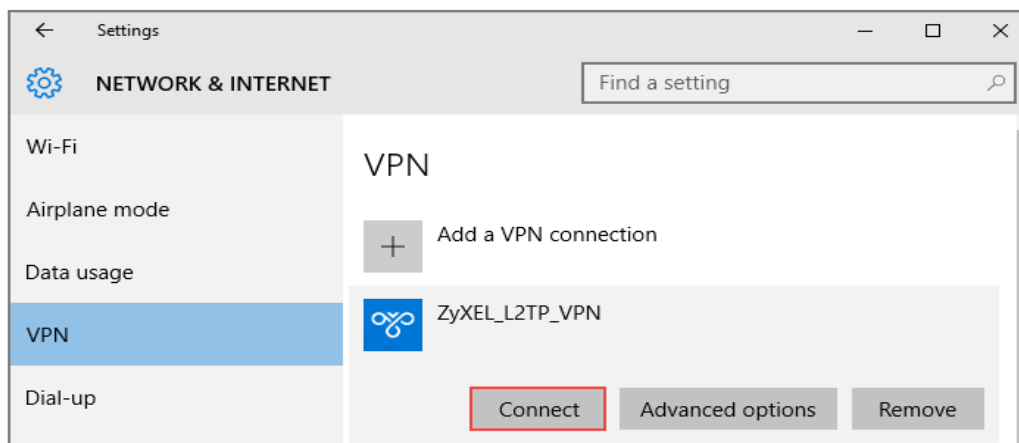 Settings
NETWORK & INTERNET
Find a setting
Wi-Fi
Airplane mode
Data usage
VPN
Dial-up
VPN
Add a VPN connection
ZyXEL_L2TP_VPN
Connect Advanced options Remove